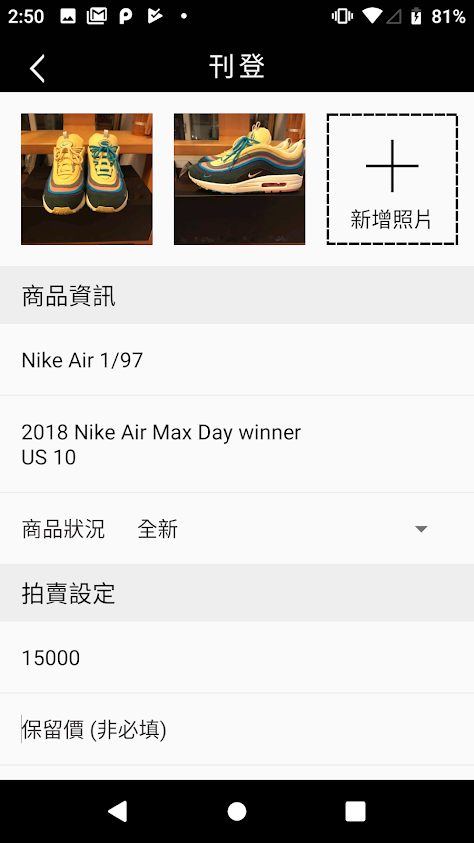 2:50
81%
刊登
新增照片
商品資訊
Nike Air 1/97
2018 Nike Air Max Day winner
US 10
商品狀況 全新
拍賣設定
15000
保留價 (非必填)